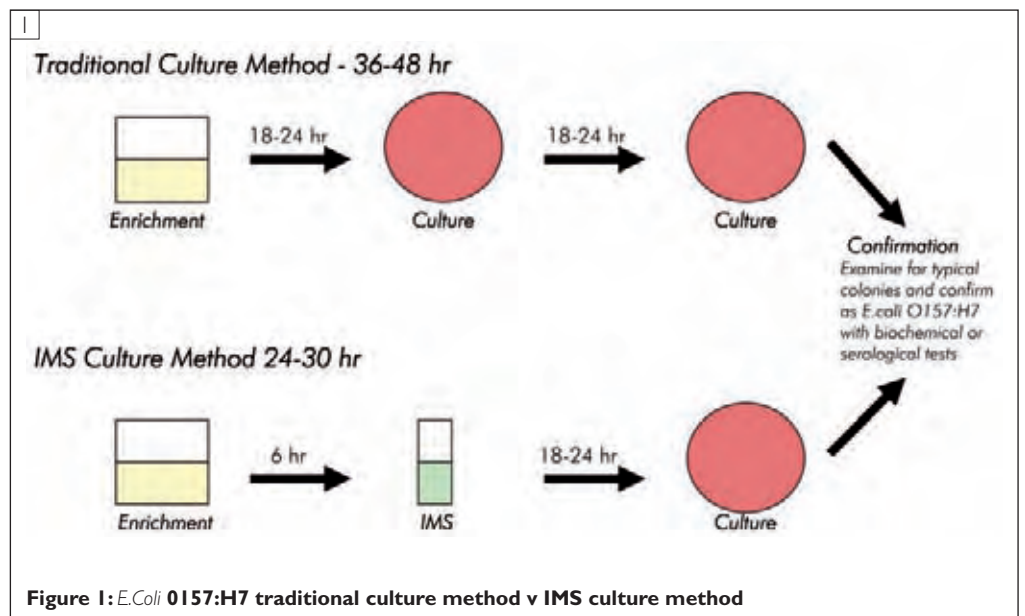 1
Traditional Culture Method - 36-48 hr
18-24 hr
18-24 hr
Enrichment
Culture
Culture
Confirmation
Examine for typical
colonies and confirm
as E.coli O157:H7
with biochemical or
serological tests
IMS Culture Method 24-30 hr
6 hr
18-24 hr
Enrichment
IMS
Culture
Figure 1: E.Coli 0157:H7 traditional culture method v IMS culture method